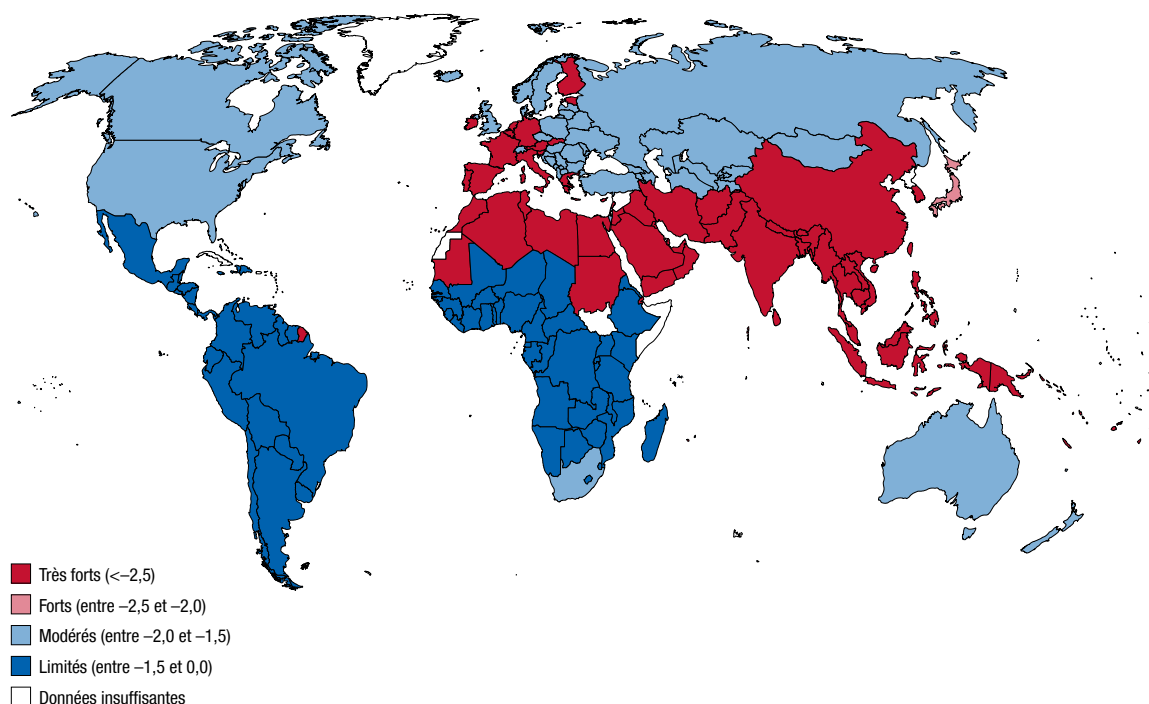 Très forts (<–2,5)
Forts (entre –2,5 et –2,0)
Modérés (entre –2,0 et –1,5)
Limités (entre –1,5 et 0,0)
Données insuffisantes